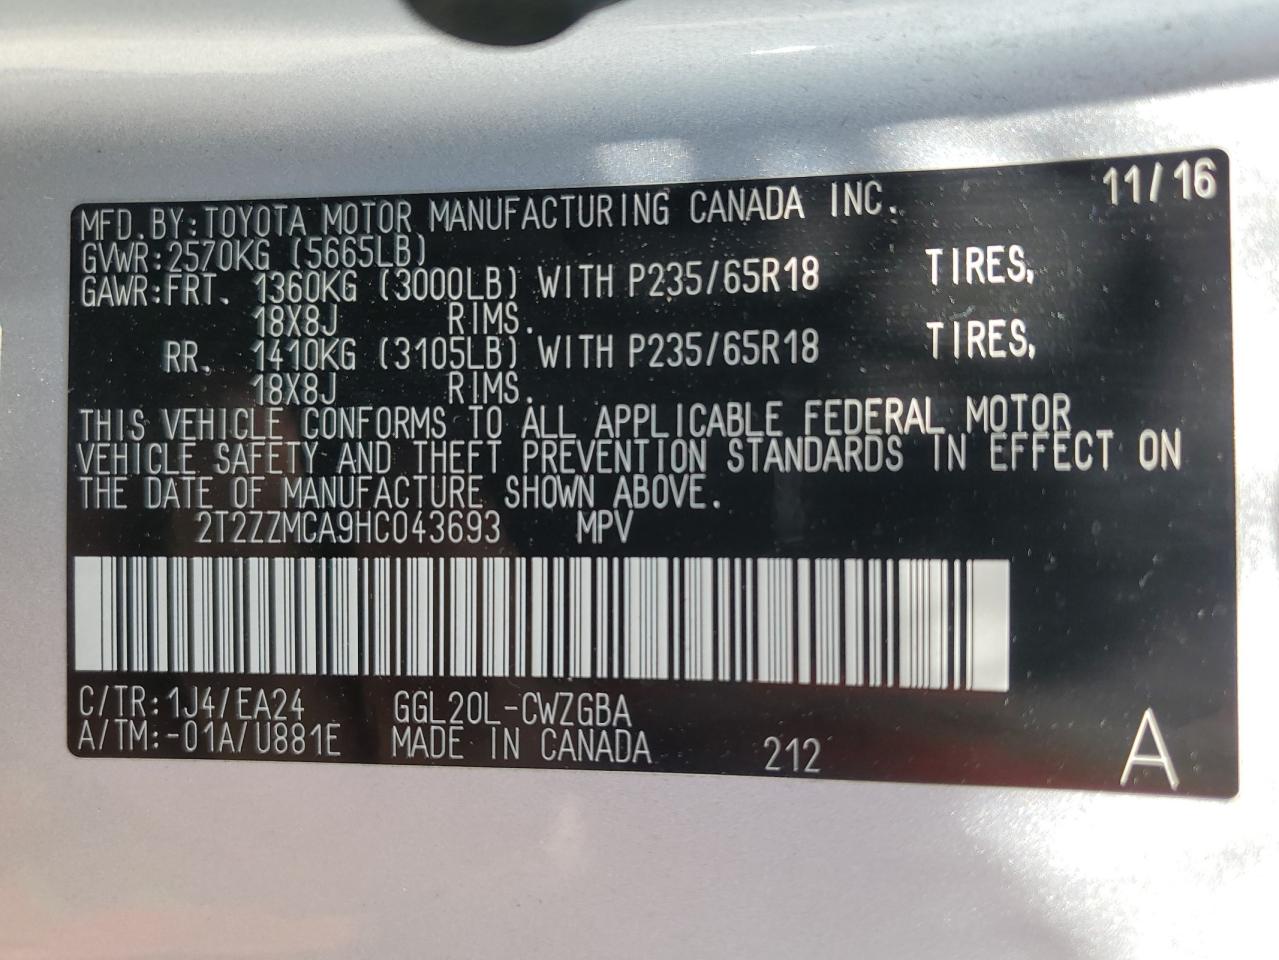 MFD.BY:TOYOTA MOTOR MANUFACTURING CANADA INC. 11/16
GVWR:2570KG (5665LB)
GAWR:FRT. 1360KG (3000LB) WITH P235/65R18 TIRES,
18X8J RIMS.
RR. 1410KG (3105LB) WITH P235/65R18 TIRES,
18X8J RIMS.
THIS VEHICLE CONFORMS TO ALL APPLICABLE FEDERAL MOTOR
VEHICLE SAFETY AND THEFT PREVENTION STANDARDS IN EFFECT ON
THE DATE OF MANUFACTURE SHOWN ABOVE.
2T2ZZMCA9HC043693 MPV
C/TR:1J4/EA24 GGL20L-CWZGBA
A/TM:-01A/U881E MADE IN CANADA 212 A